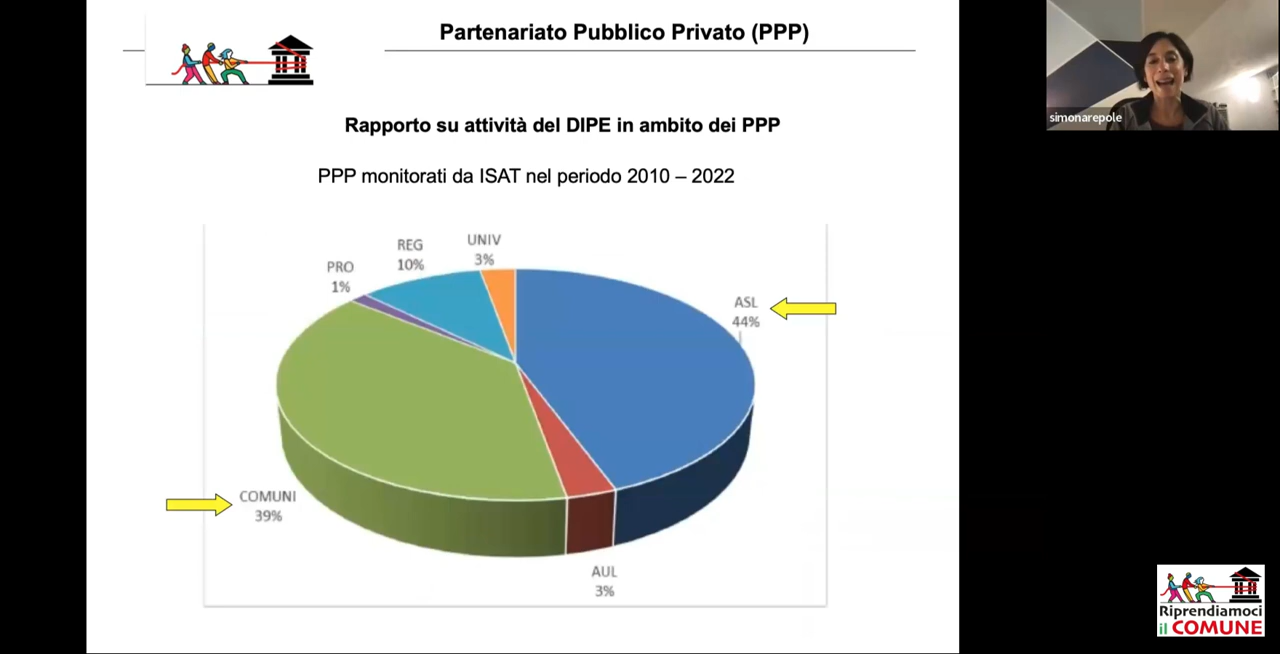 Partenariato Pubblico Privato (PPP)
simonarepole
Rapporto su attività del DIPE in ambito dei PPP
PPP monitorati da ISAT nel periodo 2010 – 2022
UNIV
3%
REG
10%
PRO
1%
ASL
44%
COMUNI
39%
AUL
3%
Riprendiamoci
il COMUNE